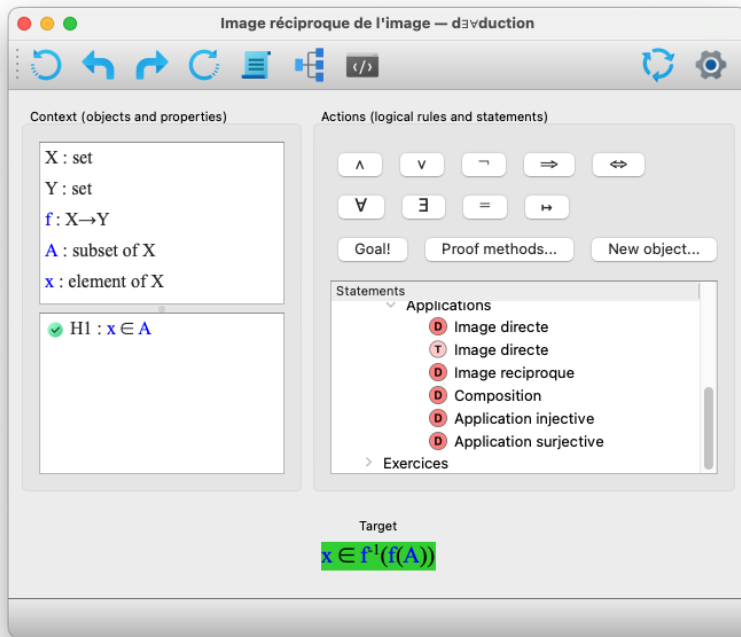 Image réciproque de l'image — d∃∀duction
</>
Context (objects and properties)
Actions (logical rules and statements)
X : set
Y : set
f : X→Y
A : subset of X
x : element of X
H1 : x ∈ A
∧ ∨ ¬ ⇒ ⇔
∀ ∃ = ↦
Goal! Proof methods... New object...
Statements
Applications
D Image directe
T Image directe
D Image reciproque
D Composition
D Application injective
D Application surjective
Exercices
Target
x ∈ f⁻¹(f(A))